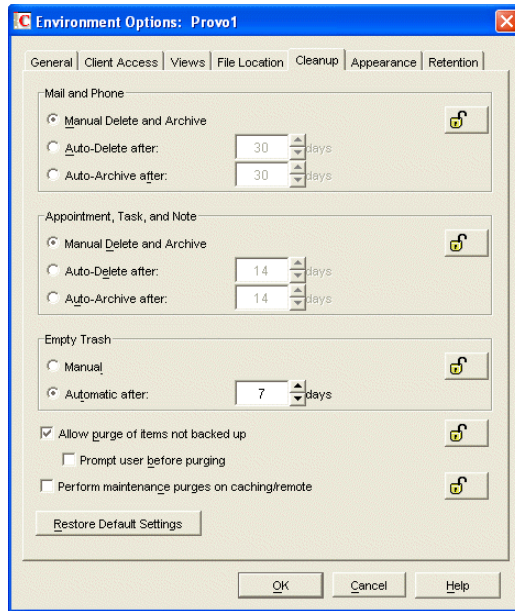 Environment Options: Provo1
General Client Access Views File Location Cleanup Appearance Retention
Mail and Phone
Manual Delete and Archive
Auto-Delete after: 30 days
Auto-Archive after: 30 days
Appointment, Task, and Note
Manual Delete and Archive
Auto-Delete after: 14 days
Auto-Archive after: 14 days
Empty Trash
Manual
Automatic after: 7 days
Allow purge of items not backed up
Prompt user before purging
Perform maintenance purges on caching/remote
Restore Default Settings
OK Cancel Help